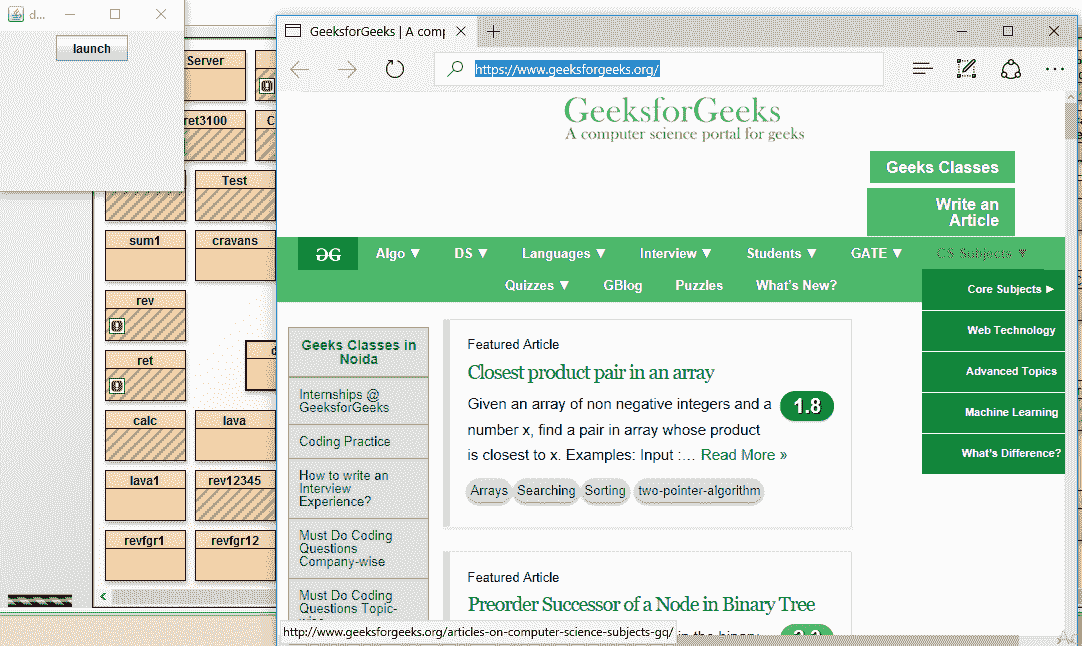 d...
launch
Server
ret3100
C
Test
sum1
cravans
rev
ret
d
calc
lava
lava1
rev12345
revfgr1
revfgr12
GeeksforGeeks | A comp
https://www.geeksforgeeks.org/
GeeksforGeeks
A computer science portal for geeks
Geeks Classes
Write an
Article
Algo ▼ DS ▼ Languages ▼ Interview ▼ Students ▼ GATE ▼ CS Subjects ▼
Quizzes ▼ GBlog Puzzles What's New?
Core Subjects ►
Web Technology
Advanced Topics
Machine Learning
What's Difference?
Geeks Classes in
Noida
Internships @
GeeksforGeeks
Coding Practice
How to write an
Interview
Experience?
Must Do Coding
Questions
Company-wise
Must Do Coding
Questions Topic-
Featured Article
Closest product pair in an array
Given an array of non negative integers and a
number x, find a pair in array whose product
is closest to x. Examples: Input :… Read More »
1.8
Arrays Searching Sorting two-pointer-algorithm
Featured Article
Preorder Successor of a Node in Binary Tree
http://www.geeksforgeeks.org/articles-on-computer-science-subjects-gq/